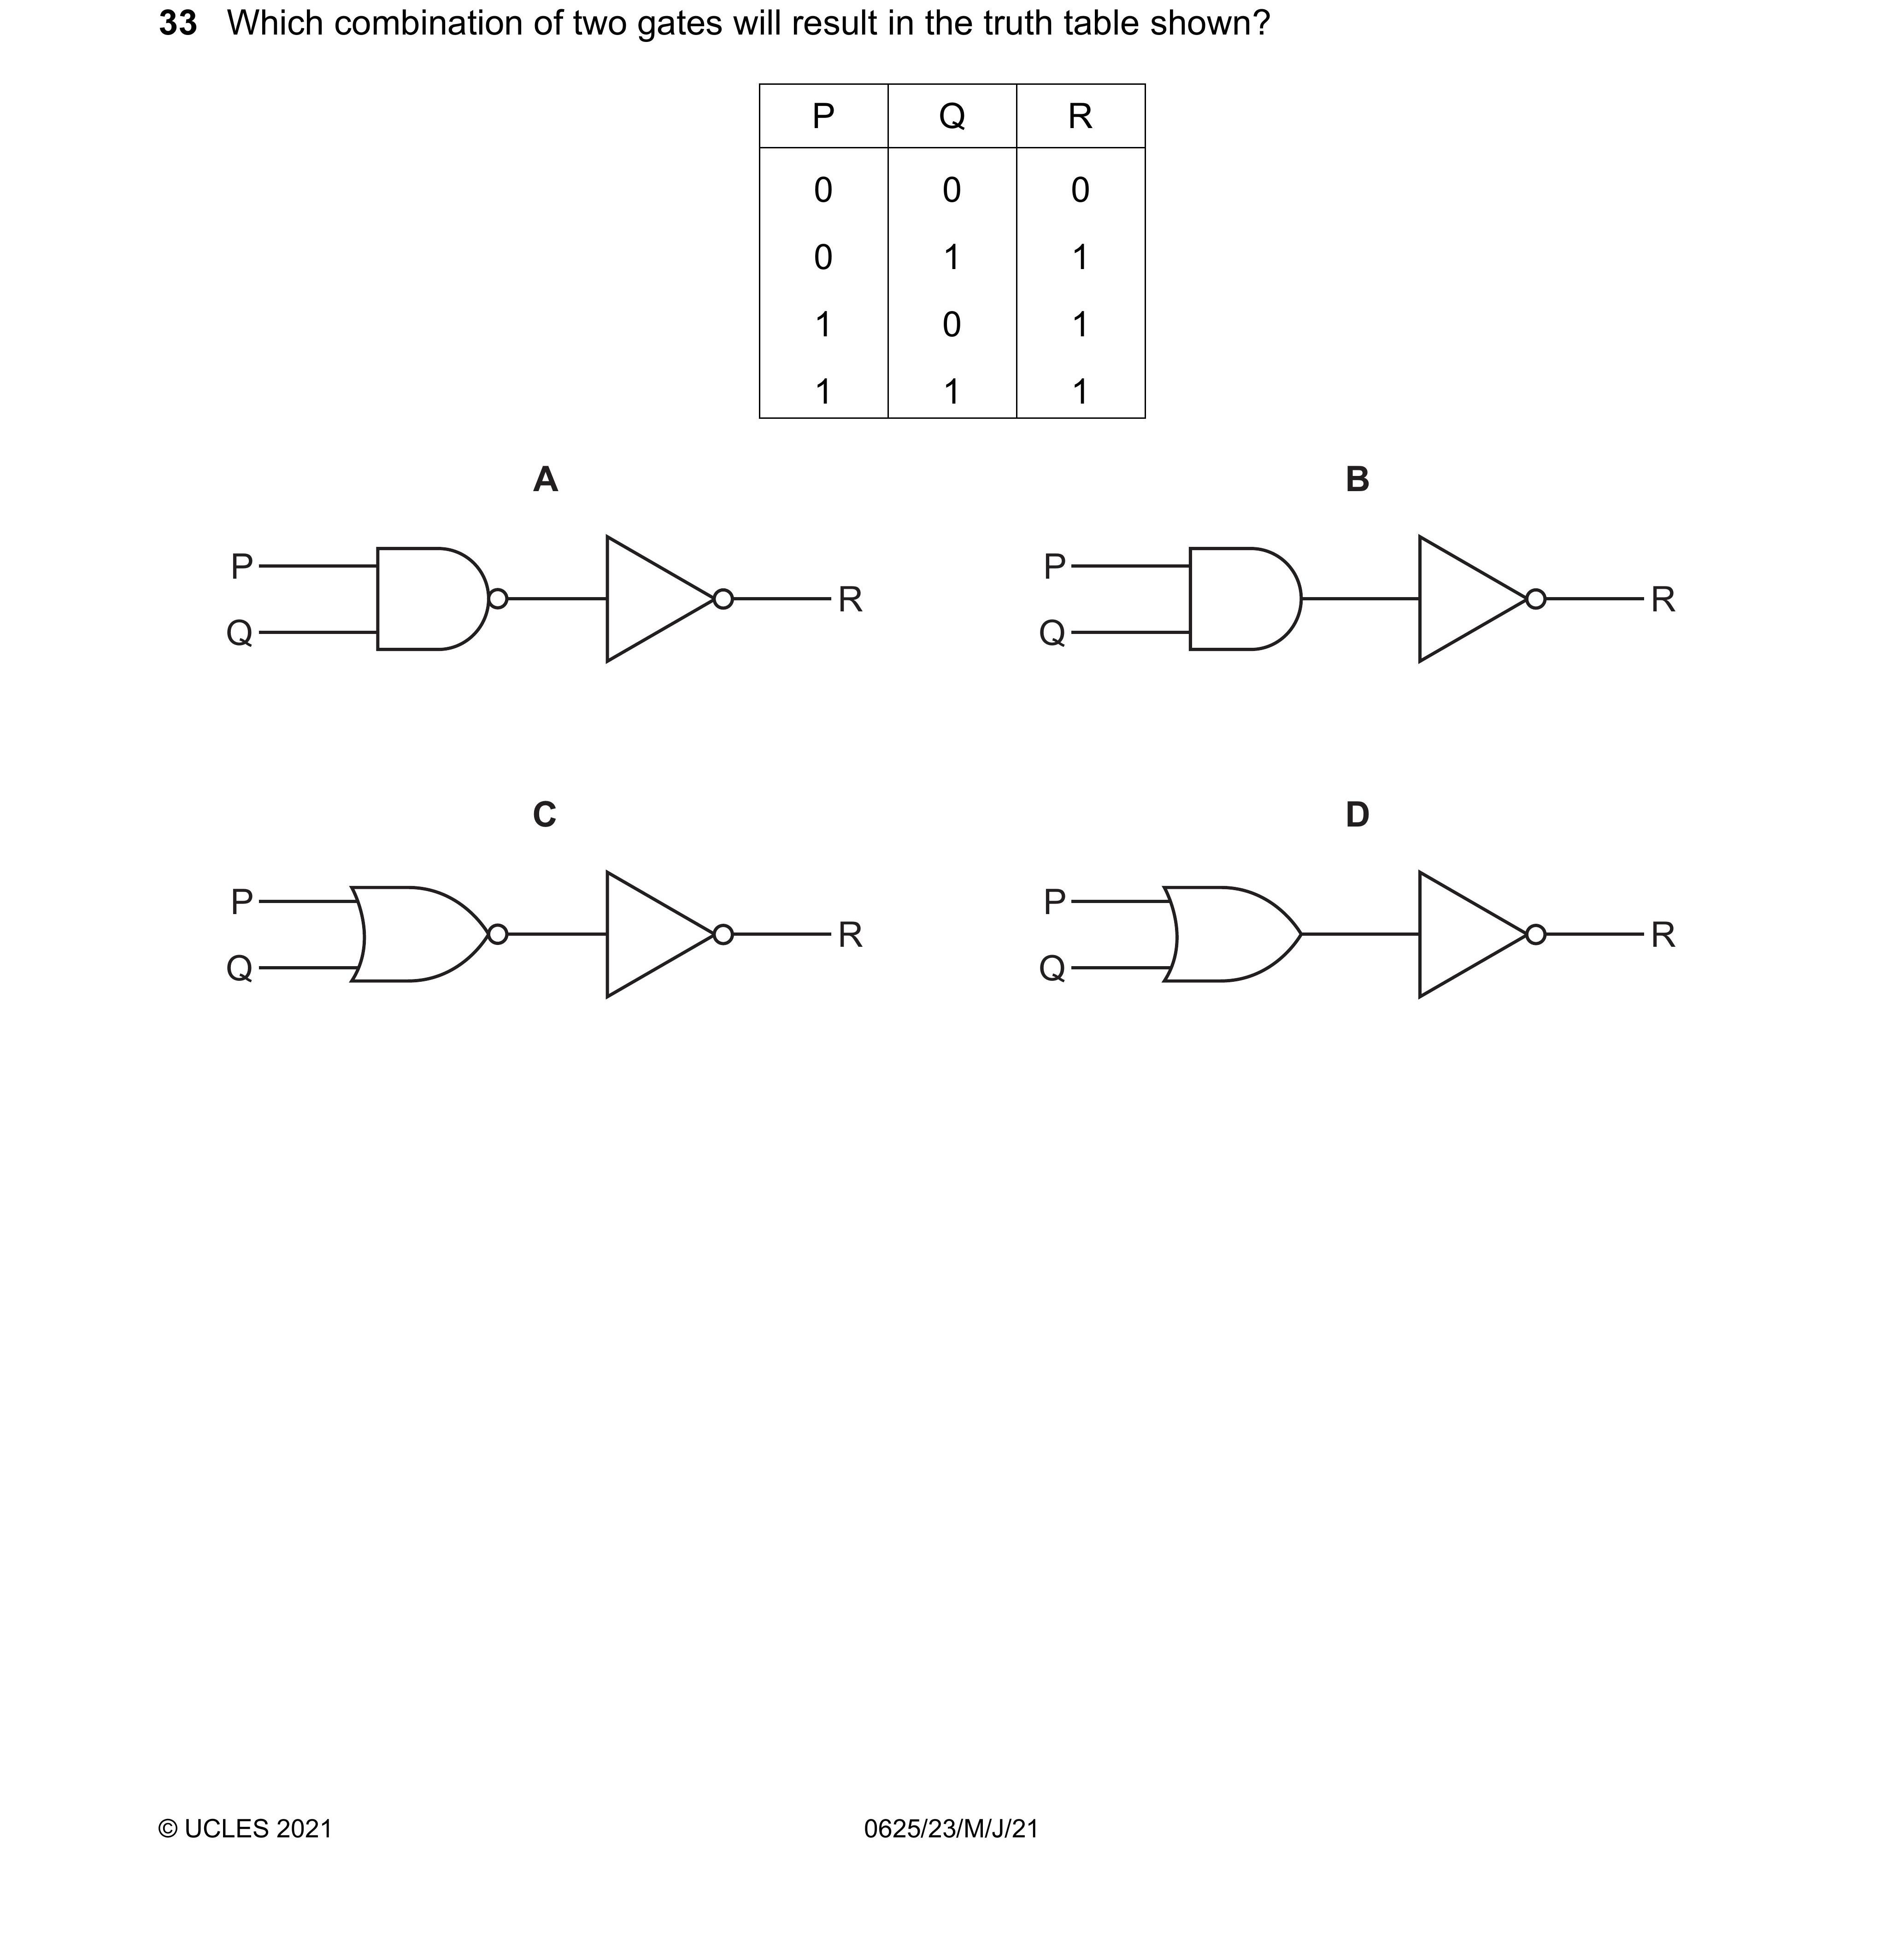 33 Which combination of two gates will result in the truth table shown?
P Q R
0 0 0
0 1 1
1 0 1
1 1 1
A B
P
Q
R
P
Q
R
C D
P
Q
R
P
Q
R
© UCLES 2021 0625/23/M/J/21